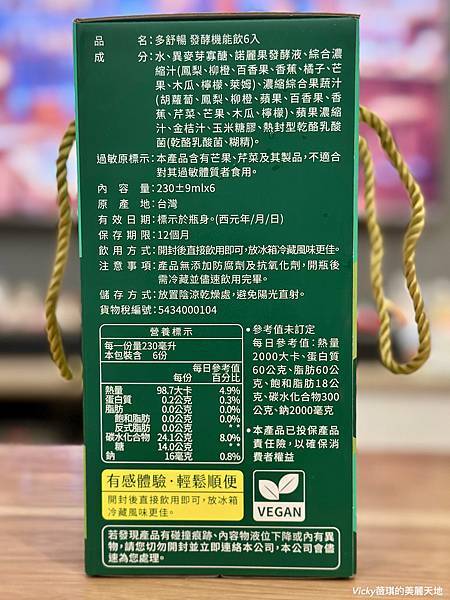 品名：多舒暢 發酵機能飲6入
成分：水、異麥芽寡醣、諾麗果發酵液、綜合濃
縮汁(鳳梨、柳橙、百香果、香蕉、橘子、芒
果、木瓜、檸檬、萊姆)、濃縮綜合果蔬汁
(胡蘿蔔、鳳梨、柳橙、蘋果、百香果、香
蕉、芹菜、芒果、木瓜、檸檬)、蘋果濃縮
汁、金桔汁、玉米糖膠、熱封型乾酪乳酸
菌(乾酪乳酸菌、糊精)。
過敏原標示：本產品含有芒果、芹菜及其製品，不適合
對其過敏體質者食用。
內容量：230±9mlx6
原產地：台灣
有效日期：標示於瓶身。(西元年/月/日)
保存期限：12個月
飲用方式：開封後直接飲用即可，放冰箱冷藏風味更佳。
注意事項：產品無添加防腐劑及抗氧化劑，開瓶後
需冷藏並儘速飲用完畢。
儲存方式：放置陰涼乾燥處，避免陽光直射。
貨物稅編號：5434000104
營養標示
每一份量230毫升
本包裝含 6份
每份 每日參考值百分比
熱量 98.7大卡 4.9%
蛋白質 0.2公克 0.3%
脂肪 0.0公克 0.0%
飽和脂肪 0.0公克 0.0%
反式脂肪 0.0公克 **
碳水化合物 24.1公克 8.0%
糖 14.0公克 **
鈉 16毫克 0.8%
●參考值未訂定
每日參考值：熱量
2000大卡、蛋白質
60公克、脂肪60公
克、飽和脂肪18公
克、碳水化合物300
公克、鈉2000毫克
●本產品已投保產品
責任險，以確保消
費者權益
有感體驗·輕鬆順便
開封後直接飲用即可，放冰箱
冷藏風味更佳。
VEGAN
若發現產品有碰撞痕跡、內容物液位下降或內有異
物，請您切勿開封並立即連絡本公司，本公司會儘
速為您處理。
Vicky薇琪的美麗天地